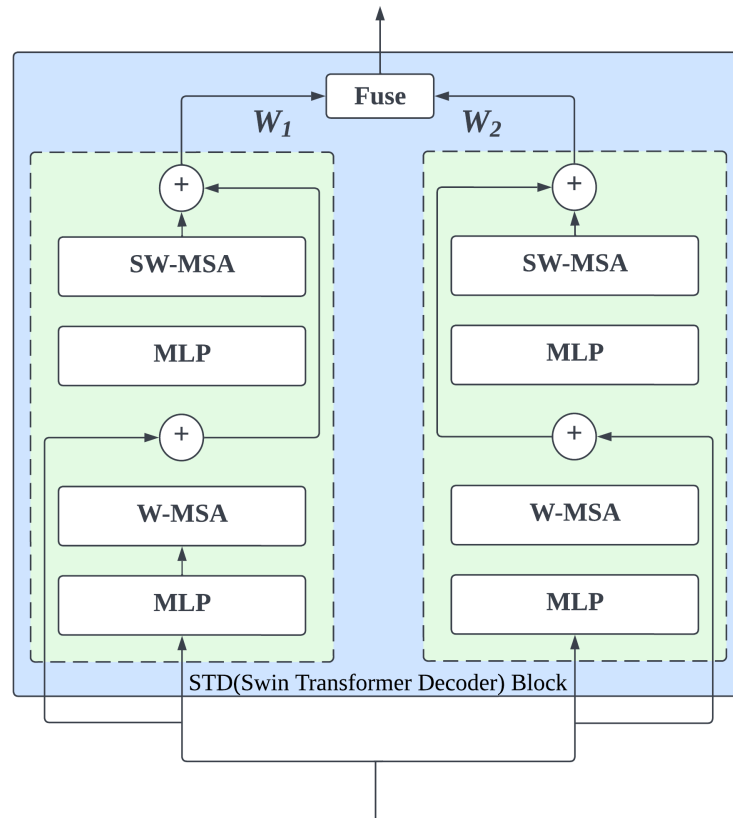 Fuse
W1
W2
+
+
SW-MSA
SW-MSA
MLP
MLP
+
+
W-MSA
W-MSA
MLP
MLP
STD(Swin Transformer Decoder) Block